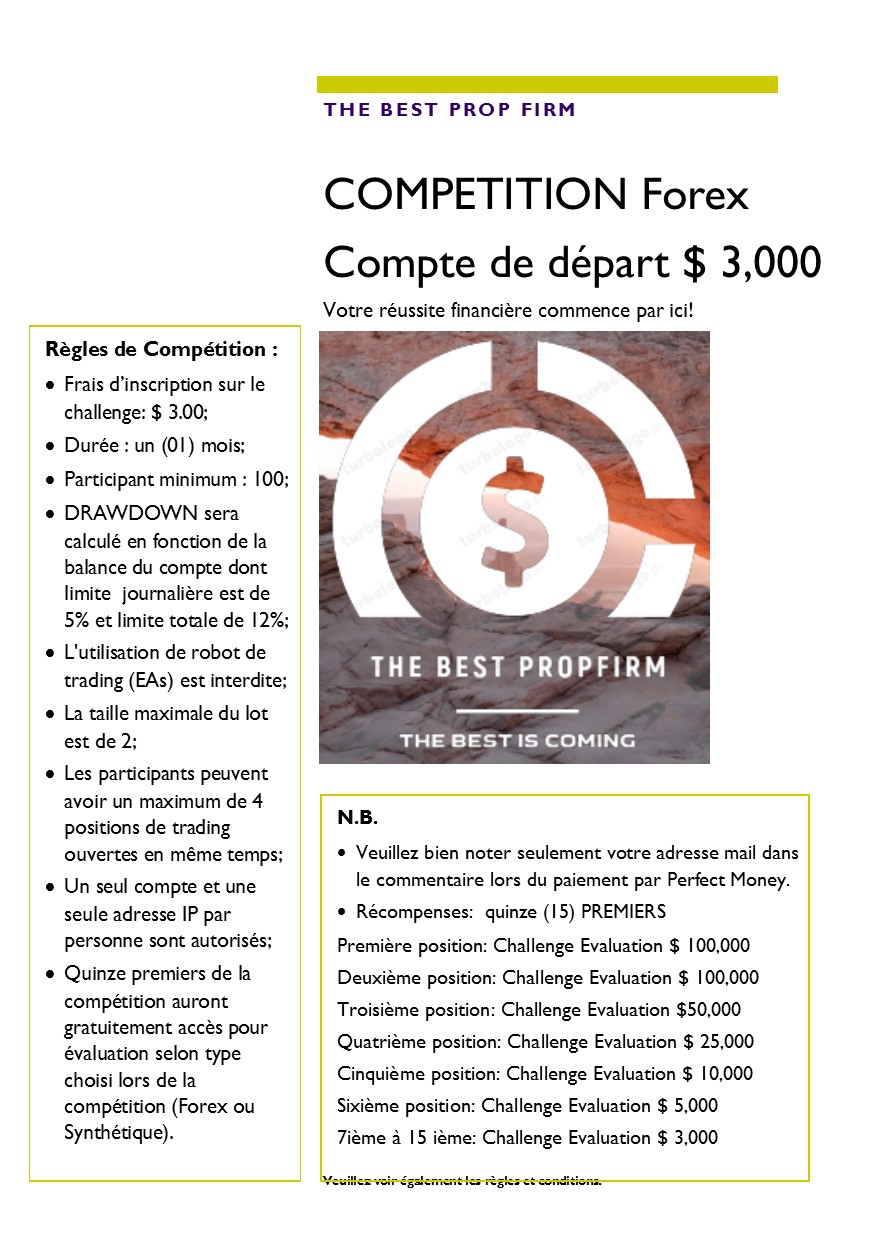 THE BEST PROP FIRM
COMPETITION Forex
Compte de départ $ 3,000
Votre réussite financière commence par ici!
Règles de Compétition :
• Frais d’inscription sur le
challenge: $ 3.00;
• Durée : un (01) mois;
• Participant minimum : 100;
• DRAWDOWN sera
calculé en fonction de la
balance du compte dont
limite journalière est de
5% et limite totale de 12%;
• L'utilisation de robot de
trading (EAs) est interdite;
• La taille maximale du lot
est de 2;
• Les participants peuvent
avoir un maximum de 4
positions de trading
ouvertes en même temps;
• Un seul compte et une
seule adresse IP par
personne sont autorisés;
• Quinze premiers de la
compétition auront
gratuitement accès pour
évaluation selon type
choisi lors de la
compétition (Forex ou
Synthétique).
turbologo
turbologo
turbologo
turbologo
turbologo
turbologo
$
THE BEST PROPFIRM
THE BEST IS COMING
N.B.
• Veuillez bien noter seulement votre adresse mail dans
le commentaire lors du paiement par Perfect Money.
• Récompenses: quinze (15) PREMIERS
Première position: Challenge Evaluation $ 100,000
Deuxième position: Challenge Evaluation $ 100,000
Troisième position: Challenge Evaluation $50,000
Quatrième position: Challenge Evaluation $ 25,000
Cinquième position: Challenge Evaluation $ 10,000
Sixième position: Challenge Evaluation $ 5,000
7ième à 15 ième: Challenge Evaluation $ 3,000
Veuillez voir également les règles et conditions.